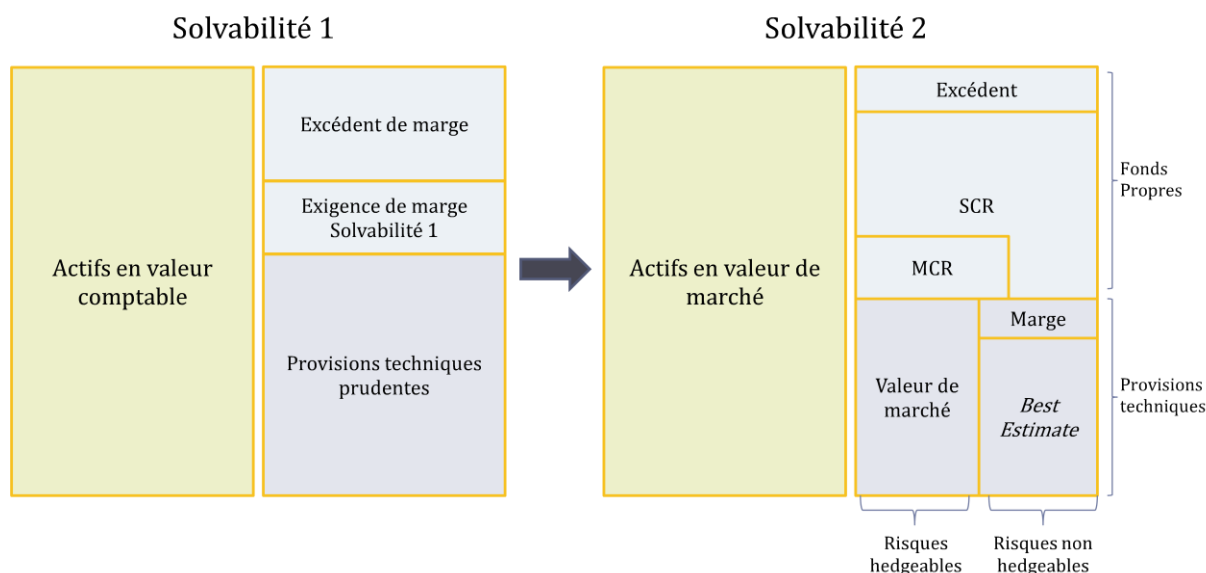 Solvabilité 1
Actifs en valeur
comptable
Excédent de marge
Exigence de marge
Solvabilité 1
Provisions techniques
prudentes
Solvabilité 2
Actifs en valeur de
marché
Excédent
SCR
MCR
Fonds
Propres
Valeur de
marché
Marge
Best
Estimate
Provisions
techniques
Risques
hedgeables
Risques non
hedgeables